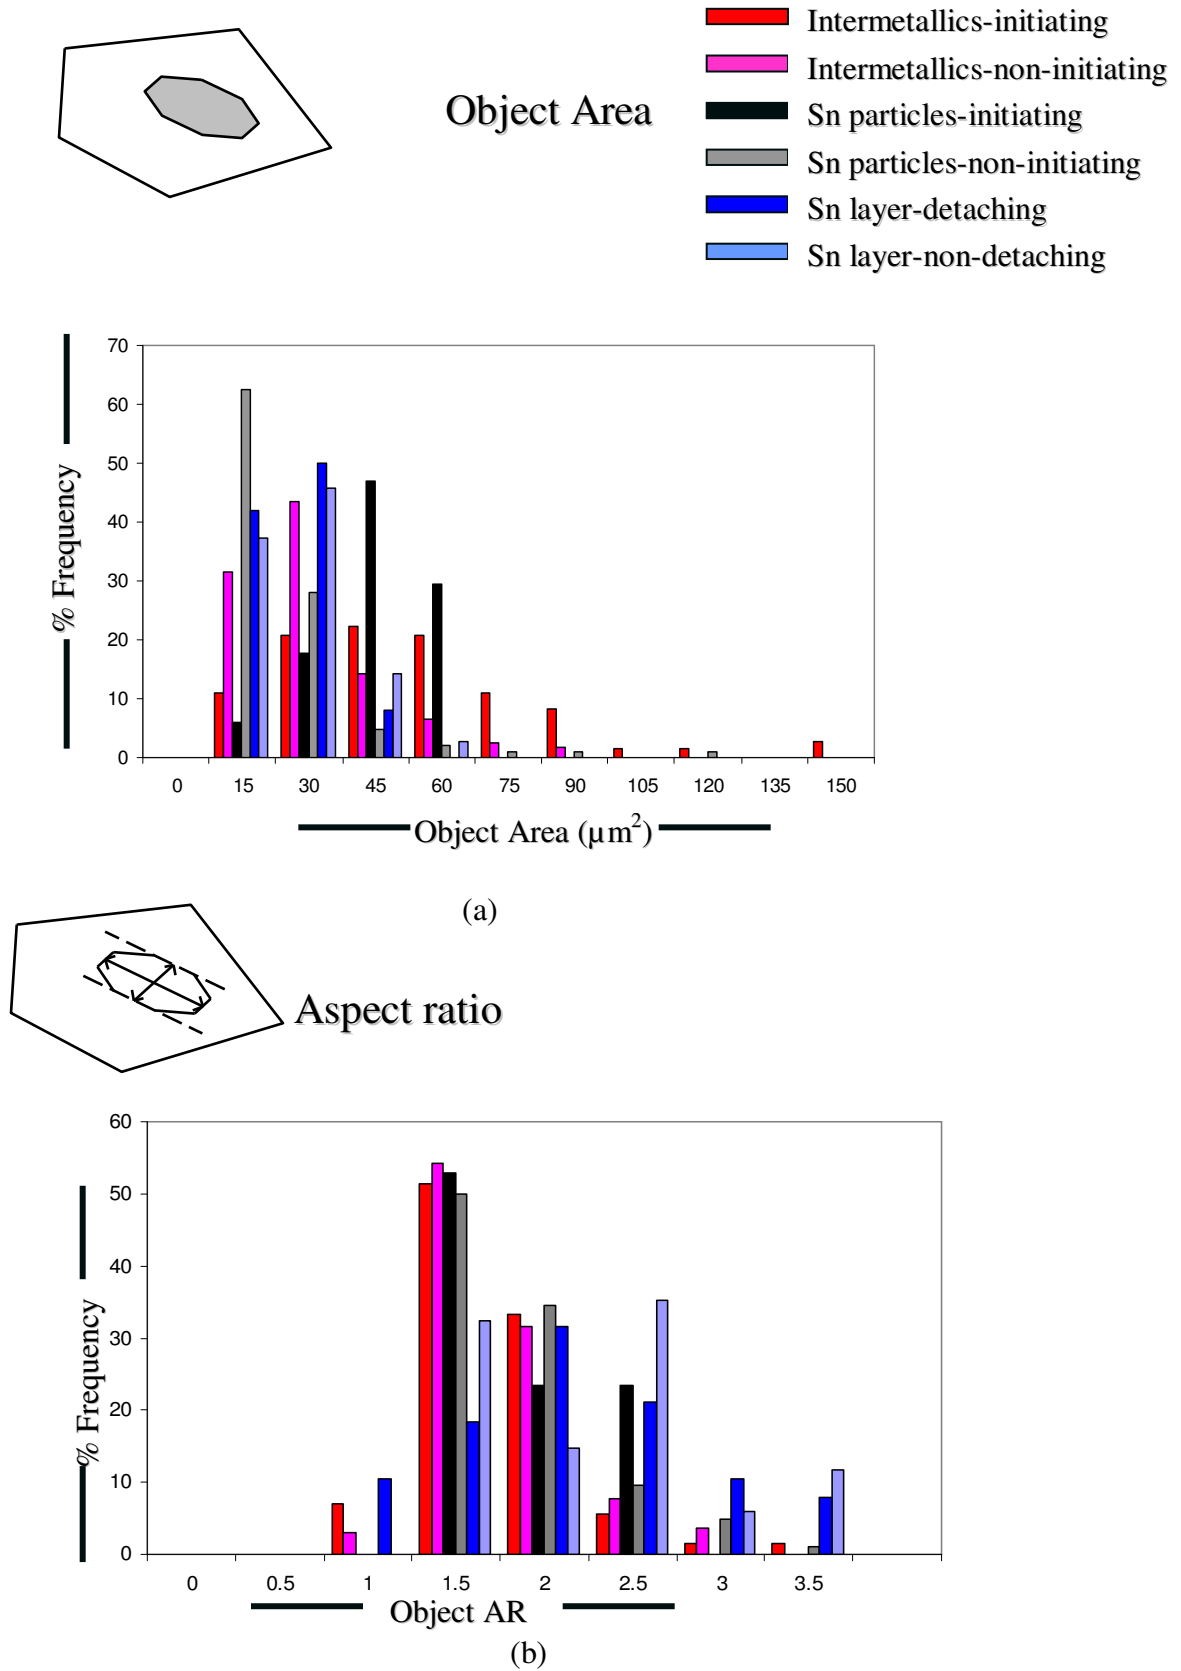 Intermetallics-initiating
Intermetallics-non-initiating
Object Area
Sn particles-initiating
Sn particles-non-initiating
Sn layer-detaching
Sn layer-non-detaching
70
60
50
40
30
20
10
0
% Frequency
0 15 30 45 60 75 90 105 120 135 150
Object Area (µm²)
(a)
Aspect ratio
60
50
40
30
20
10
0
% Frequency
0 0.5 1 1.5 2 2.5 3 3.5
Object AR
(b)